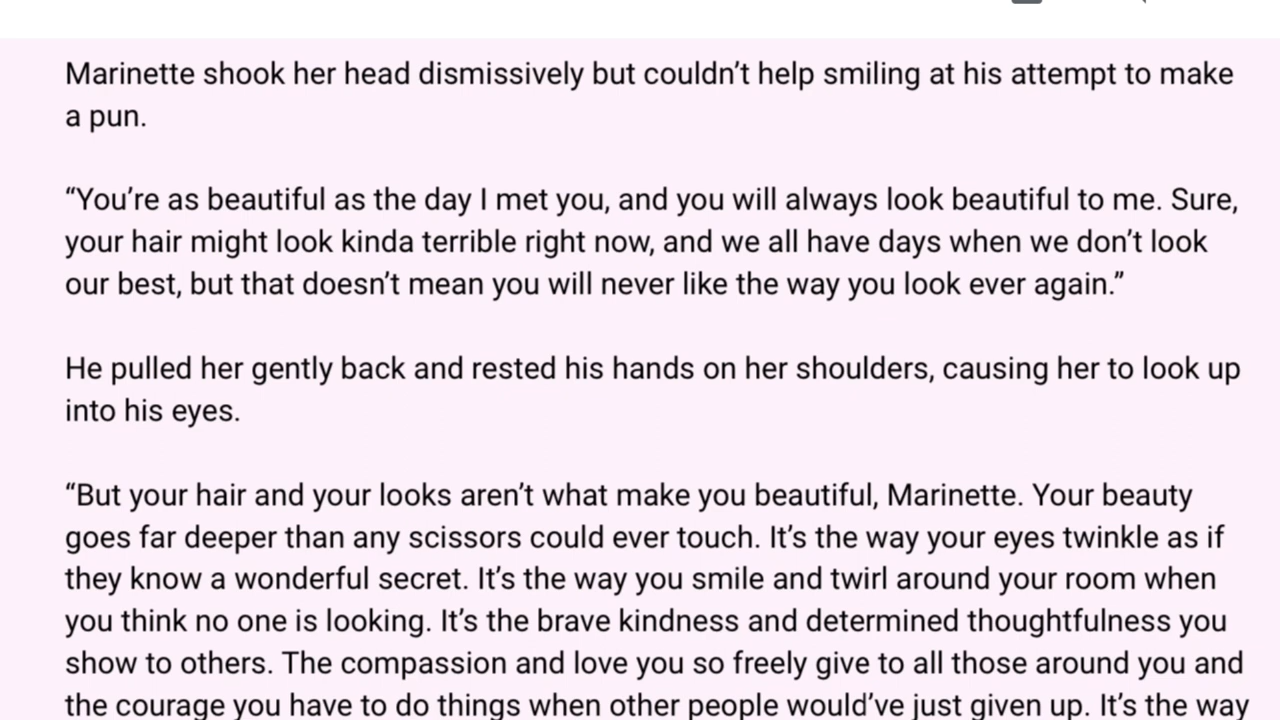 Marinette shook her head dismissively but couldn’t help smiling at his attempt to make
a pun.
“You’re as beautiful as the day I met you, and you will always look beautiful to me. Sure,
your hair might look kinda terrible right now, and we all have days when we don’t look
our best, but that doesn’t mean you will never like the way you look ever again.”
He pulled her gently back and rested his hands on her shoulders, causing her to look up
into his eyes.
“But your hair and your looks aren’t what make you beautiful, Marinette. Your beauty
goes far deeper than any scissors could ever touch. It’s the way your eyes twinkle as if
they know a wonderful secret. It’s the way you smile and twirl around your room when
you think no one is looking. It’s the brave kindness and determined thoughtfulness you
show to others. The compassion and love you so freely give to all those around you and
the courage you have to do things when other people would’ve just given up. It’s the way